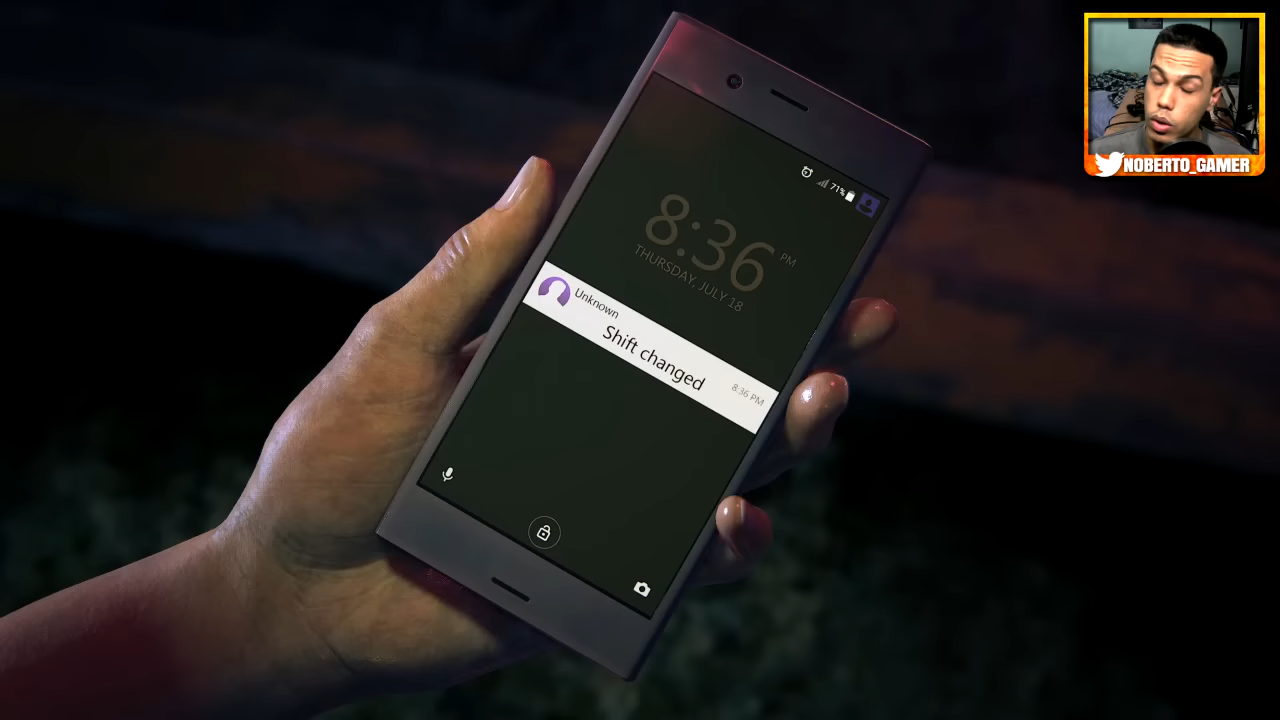 NOBERTO_GAMER
71%
8:36 PM
THURSDAY, JULY 18
Unknown
Shift changed
8:36 PM